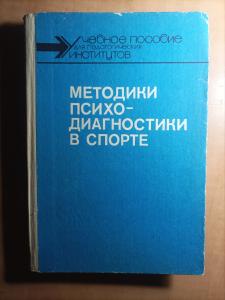 Учебное пособие
для педагогических
институтов
МЕТОДИКИ
ПСИХО-
ДИАГНОСТИКИ
В СПОРТЕ